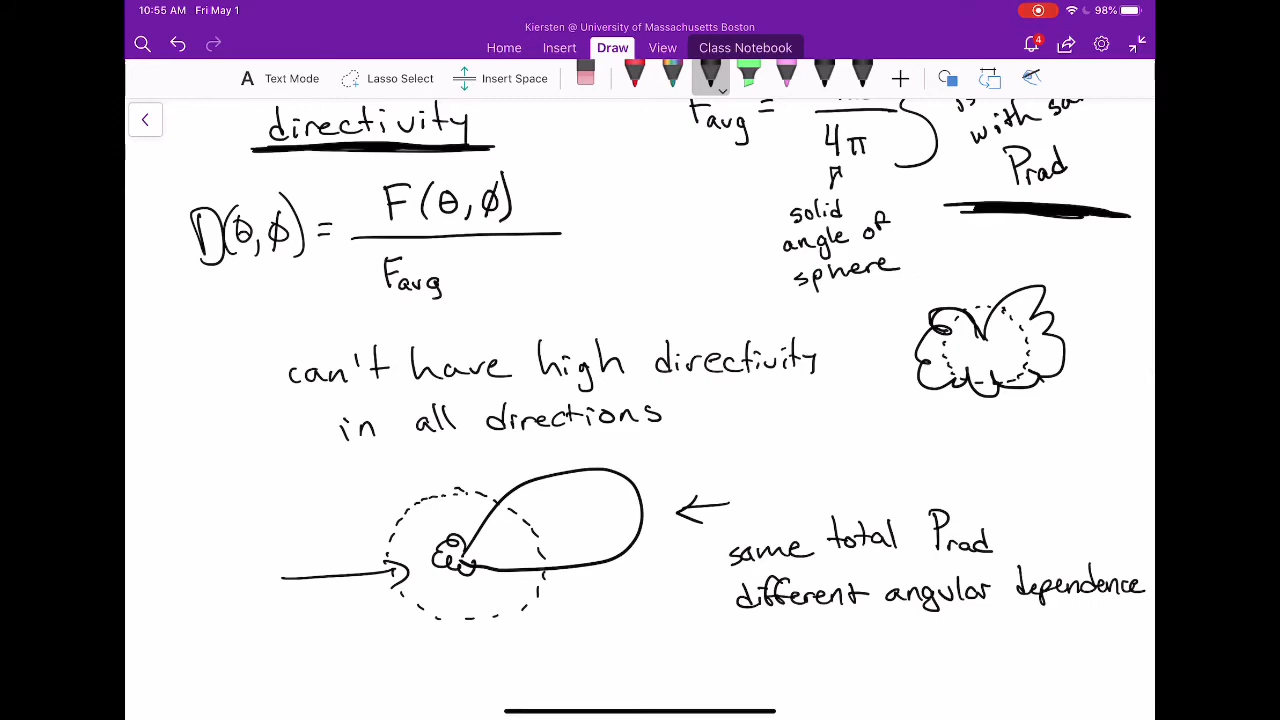 10:55 AM Fri May 1
98%
Kiersten @ University of Massachusetts Boston
Home Insert Draw View Class Notebook
4
Text Mode Lasso Select Insert Space
directivity
Favg =
4π
with
Prad
solid
angle of
sphere
D(θ,ϕ) = F(θ,ϕ)
Favg
can't have high directivity
in all directions
same total Prad
different angular dependence